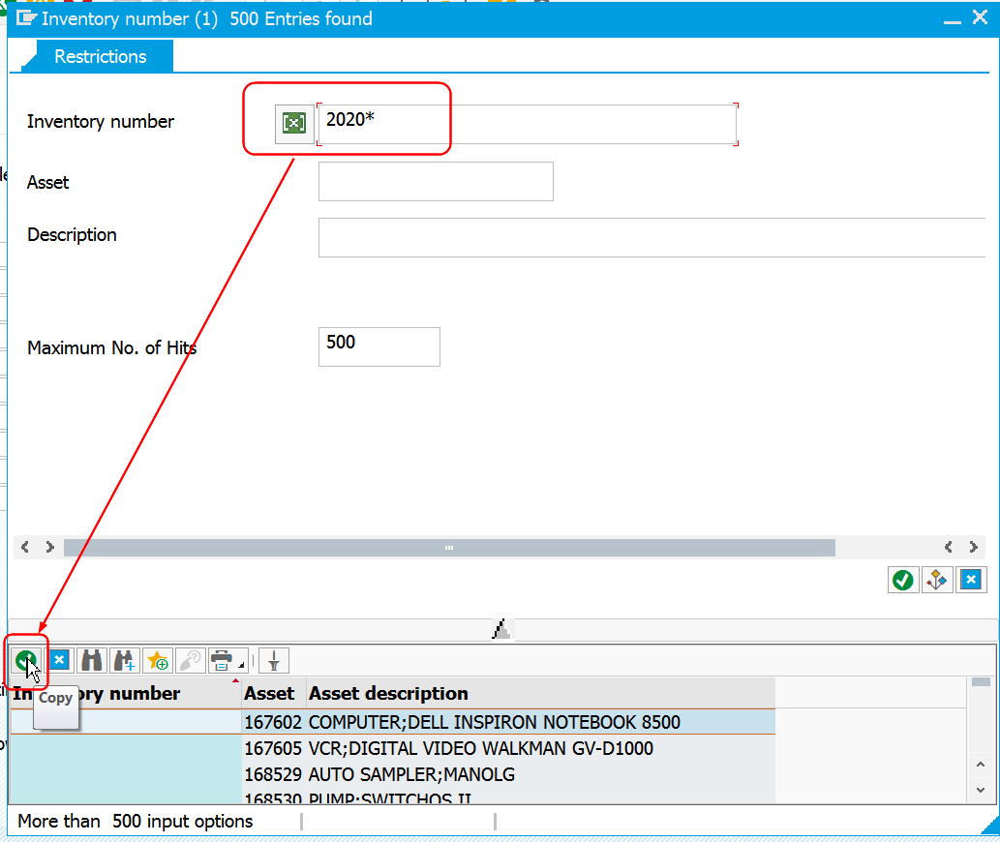 Inventory number (1) 500 Entries found
Restrictions
Inventory number
2020*
Asset
Description
Maximum No. of Hits
500
Copy
ory number Asset Asset description
167602 COMPUTER;DELL INSPIRON NOTEBOOK 8500
167605 VCR;DIGITAL VIDEO WALKMAN GV-D1000
168529 AUTO SAMPLER;MANOLG
168530 PUMP;SWITCHOS II
More than 500 input options